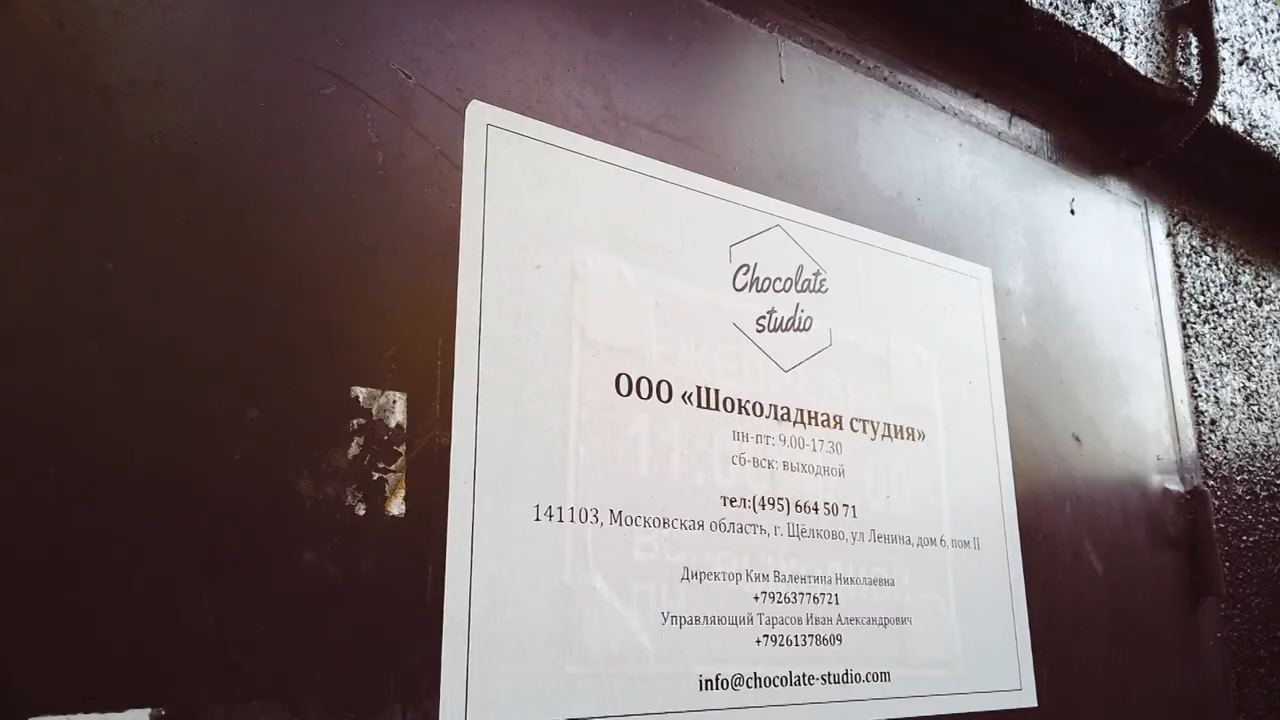 Chocolate
studio
ООО «Шоколадная студия»
пн-пт: 9.00-17.30
сб-вск: выходной
тел:(495) 664 50 71
141103, Московская область, г. Щёлково, ул Ленина, дом 6, пом II
Директор Ким Валентина Николаевна
+79263776721
Управляющий Тарасов Иван Александрович
+79261378609
info@chocolate-studio.com